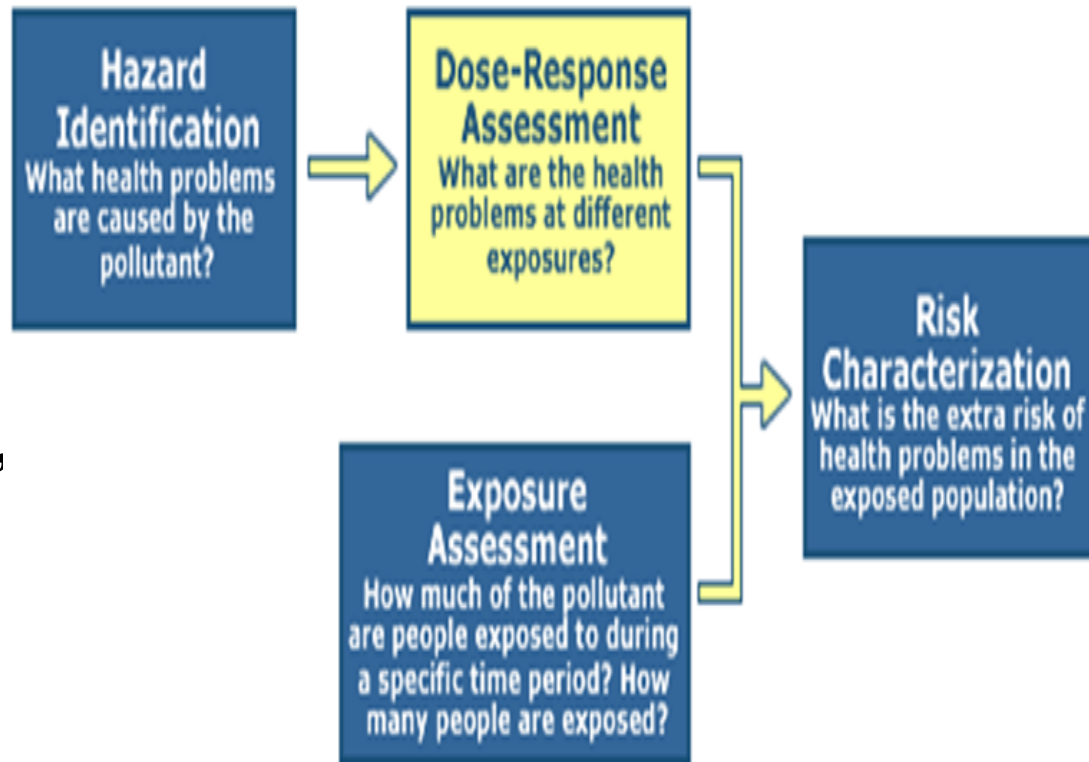 Hazard
Identification
What health problems
are caused by the
pollutant?
Dose-Response
Assessment
What are the health
problems at different
exposures?
Exposure
Assessment
How much of the pollutant
are people exposed to during
a specific time period? How
many people are exposed?
Risk
Characterization
What is the extra risk of
health problems in the
exposed population?